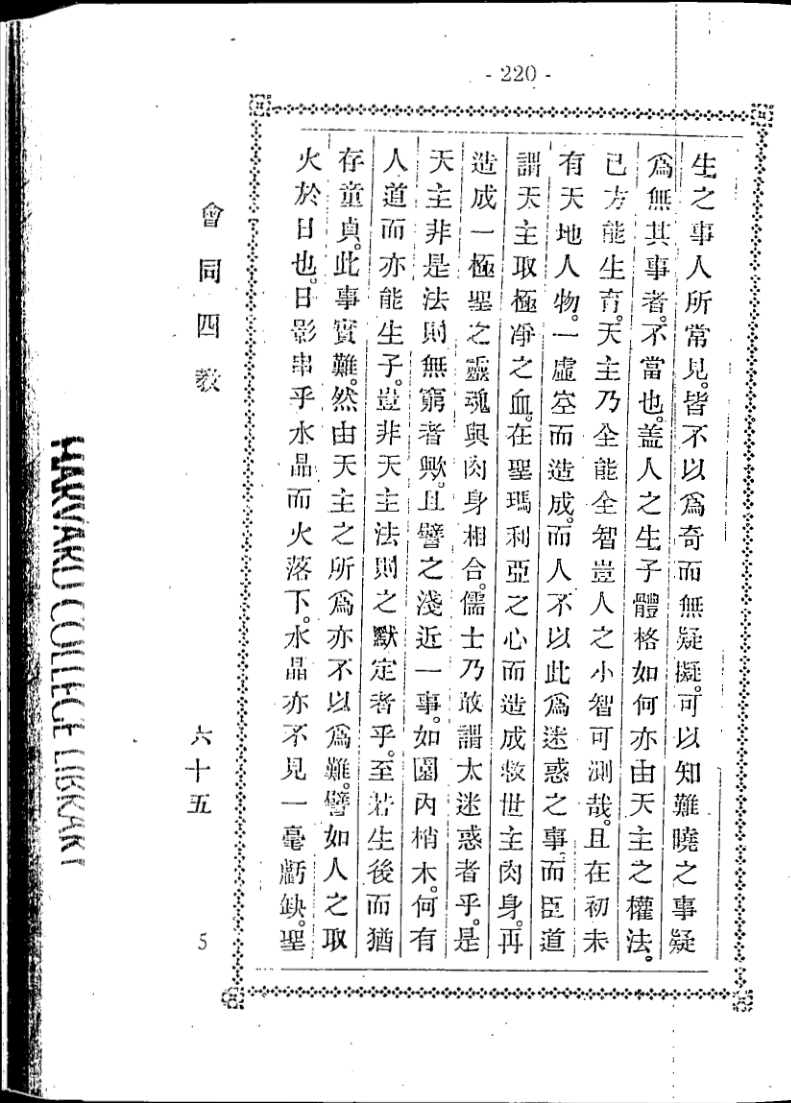 - 220 -
生之事人所常見。皆不以爲奇而無疑擬。可以知難曉之事疑
爲無其事者。不當也。蓋人之生子體格如何亦由天主之權法。
已方能生育。天主乃全能全智豈人之小智可測哉。且在初未
有天地人物。一虛空而造成。而人不以此爲迷惑之事。而臣道
謂天主取極凈之血。在聖瑪利亞之心而造成救世主肉身。再
造成一極聖之靈魂與肉身相合。儒士乃敢謂太迷惑者乎。是
天主非是法則無窮者歟。且譬之淺近一事。如園內梢木。何有
人道而亦能生子。豈非天主法則之默定者乎。至若生後而猶
存童貞。此事實難。然由天主之所爲亦不以爲難。譬如人之取
火於日也。日影串乎水晶而火落下。水晶亦不見一毫虧缺。聖
會同四教
六十五
5
HARVARD COLLEGE LIBRARY